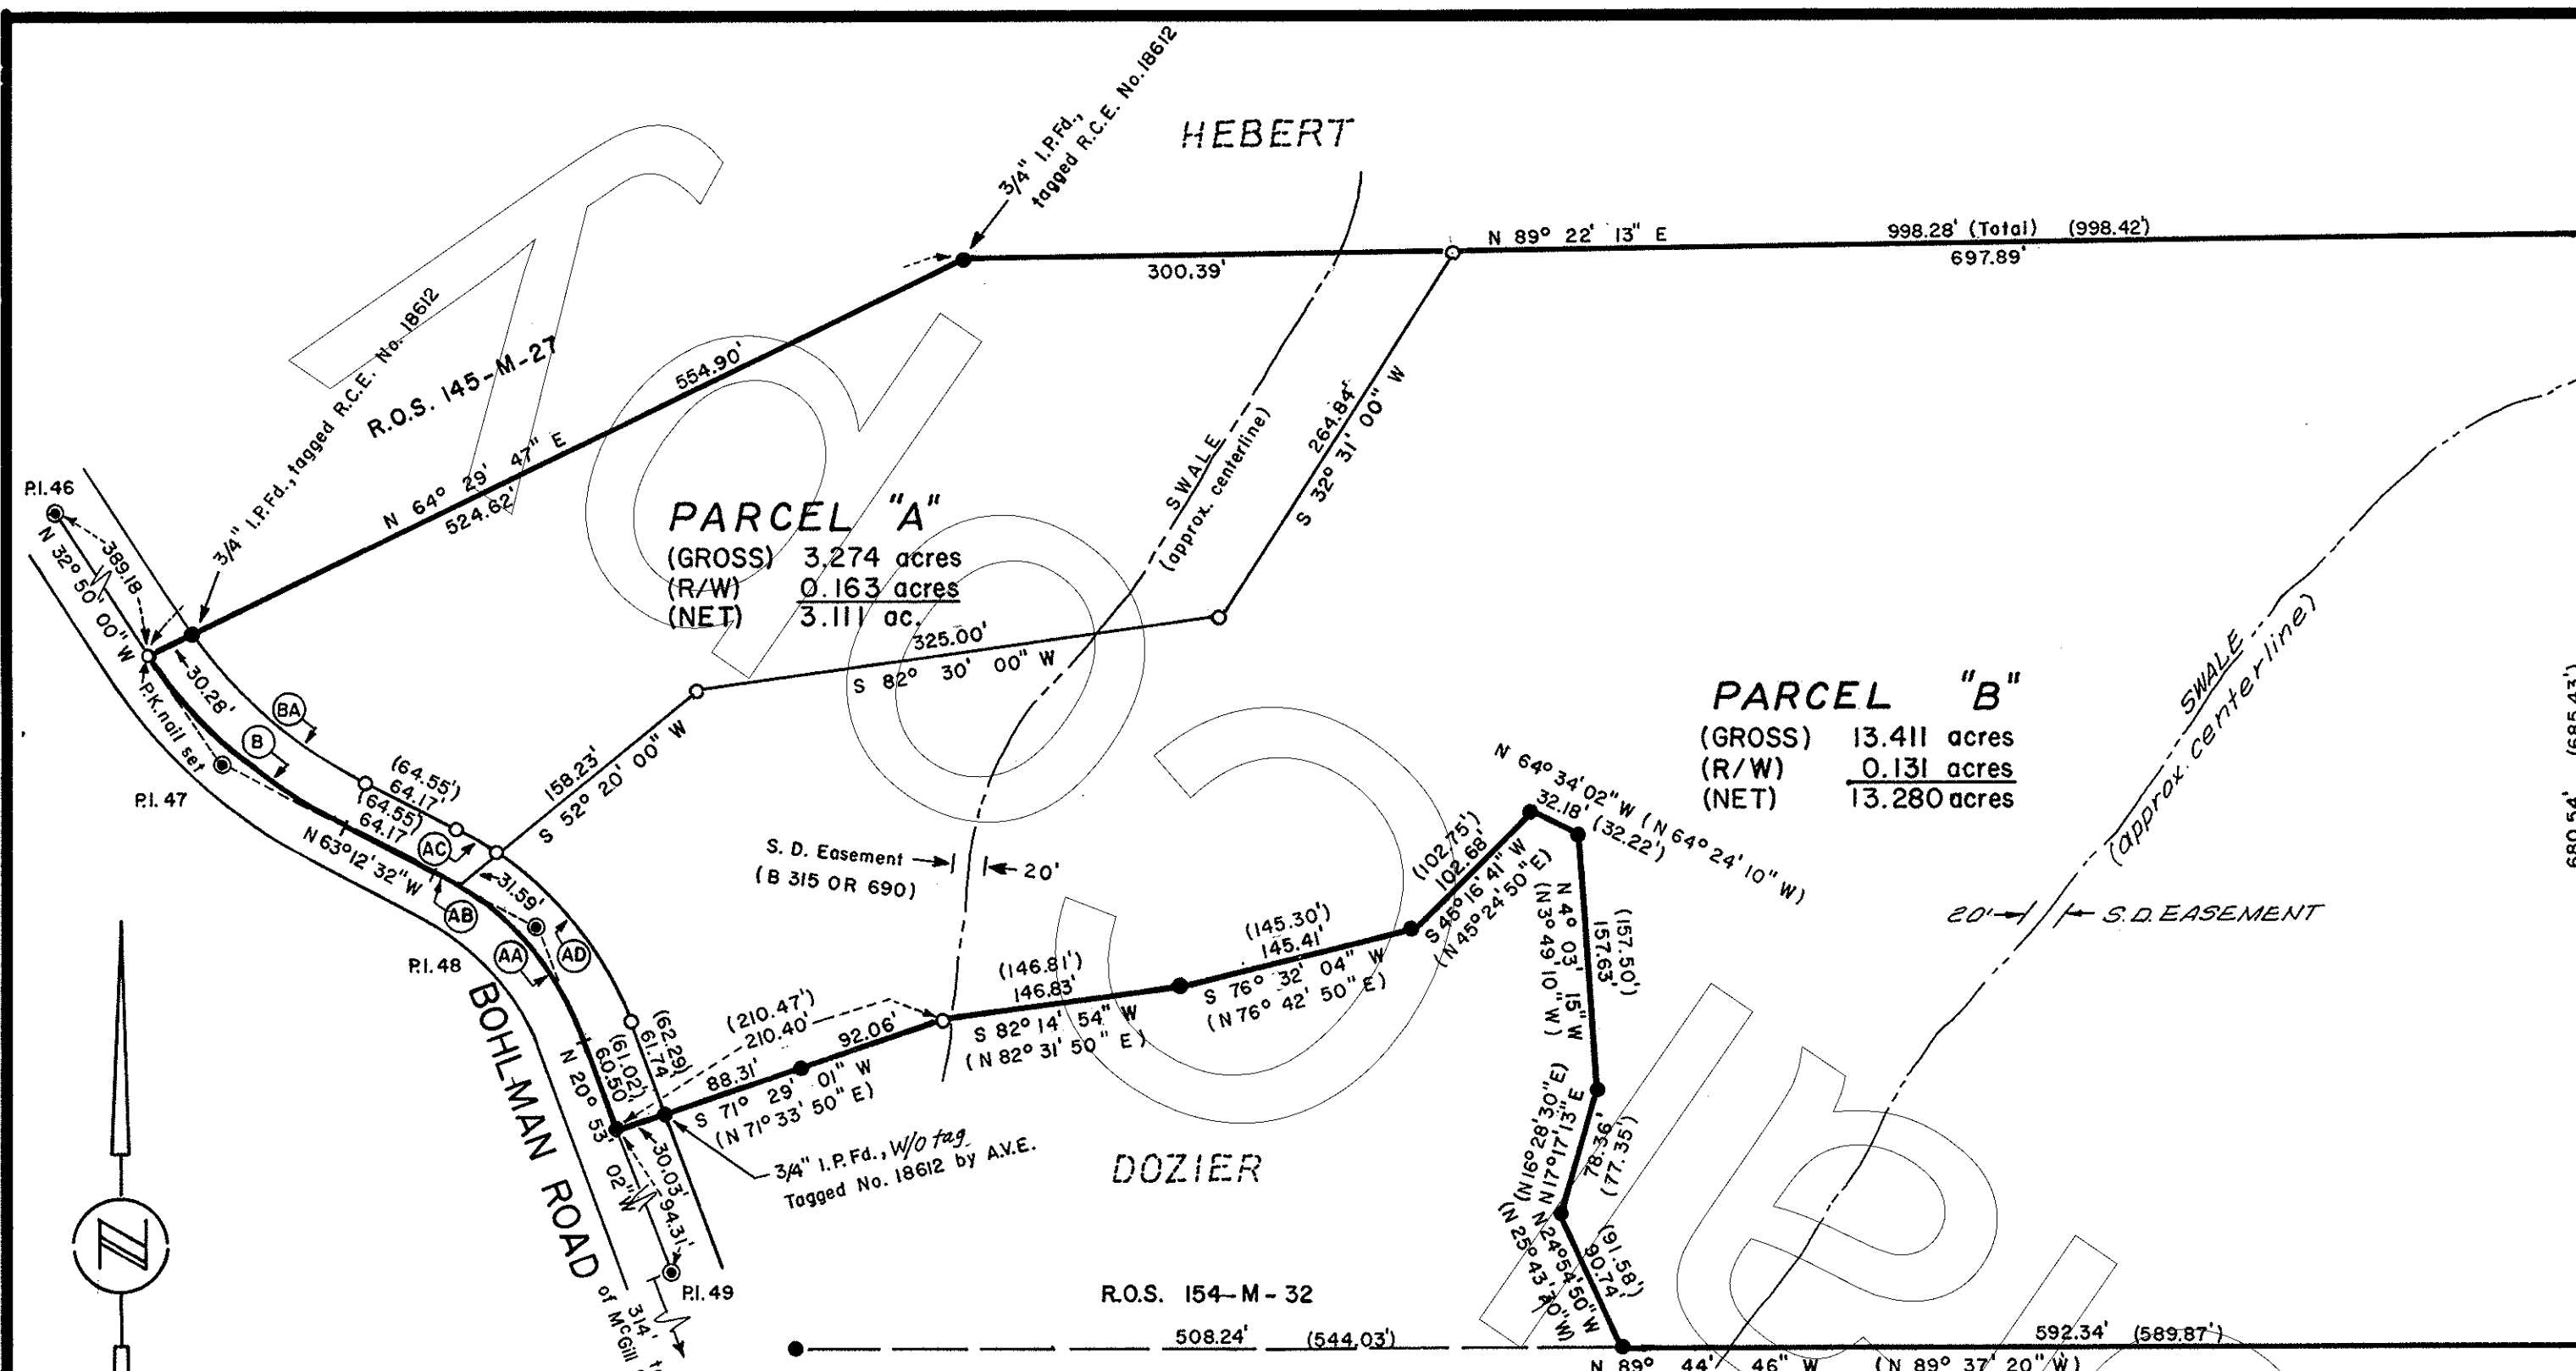 3/4" I.P.Fd.,
tagged R.C.E. No. 18612
HEBERT
N 89° 22' 13" E
998.28' (Total) (998.42')
300.39'
697.89'
3/4" I.P.Fd., tagged R.C.E. No. 18612
R.O.S. 145-M-27
554.90'
N 64° 29' 47" E
524.62'
264.84'
S 32° 31' 00" W
SWALE
(approx. centerline)
P.I.46
389.18
N 32° 50' 00" W
PARCEL "A"
(GROSS) 3.274 acres
(R/W) 0.163 acres
(NET) 3.111 ac.
325.00'
S 82° 30' 00" W
30.28'
P.K.nail set
BA
B
P.I.47
158.23'
S 52° 20' 00" W
(64.55')
64.17'
(64.55)
64.17
N 63° 12' 32" W
AC
AB
31.59'
AA
AD
P.I.48
S. D. Easement
(B 315 OR 690)
20'
PARCEL "B"
(GROSS) 13.411 acres
(R/W) 0.131 acres
(NET) 13.280 acres
SWALE
(approx. centerline)
(685.43')
680.54'
20'
S.D. EASEMENT
N 64° 34' 02" W (N 64° 24' 10" W)
32.18' (32.22')
(102.75')
102.68'
S 45° 16' 41" W
(N 45° 24' 50" E)
(145.30')
145.41'
S 76° 32' 04" W
(N 76° 42' 50" E)
(146.81')
146.83'
S 82° 14' 54" W
(N 82° 31' 50" E)
(210.47')
210.40'
92.06'
88.31'
S 71° 29' 01" W
(N 71° 33' 50" E)
(62.29)
61.74
(61.02')
60.50'
N 20° 53' 02" W
30.03'
94.31'
3/4" I.P. Fd., W/o tag
Tagged No. 18612 by A.V.E.
BOHLMAN ROAD
of McGill
314'
P.I.49
DOZIER
(157.50')
157.63'
N 4° 03' 15" W
(N 3° 49' 10" W)
(N 16° 28' 30" E)
N 17° 17' 13" E
78.36'
(77.35')
(91.58')
90.74'
N 24° 54' 50" W
R.O.S. 154-M-32
508.24' (544.03')
592.34' (589.87')
N 89° 44' 46" W (N 89° 37' 20" W)